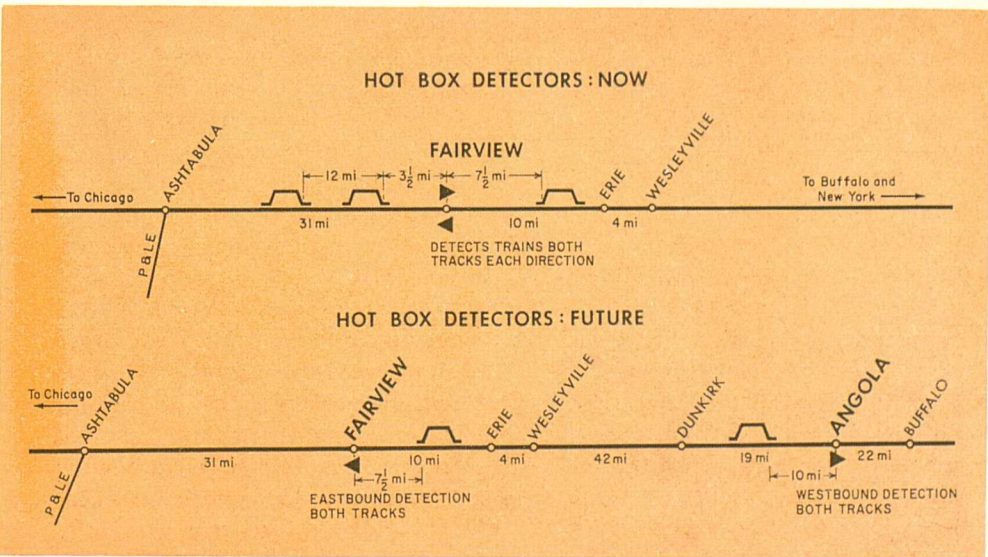 HOT BOX DETECTORS : NOW
ASHTABULA
FAIRVIEW
ERIE
WESLEYVILLE
12 mi
3½ mi
7½ mi
To Chicago
To Buffalo and
New York
31 mi
10 mi
4 mi
P&LE
DETECTS TRAINS BOTH
TRACKS EACH DIRECTION
HOT BOX DETECTORS : FUTURE
To Chicago
ASHTABULA
FAIRVIEW
ERIE
WESLEYVILLE
DUNKIRK
ANGOLA
BUFFALO
31 mi
10 mi
4 mi
42 mi
19 mi
22 mi
7½ mi
10 mi
P&LE
EASTBOUND DETECTION
BOTH TRACKS
WESTBOUND DETECTION
BOTH TRACKS